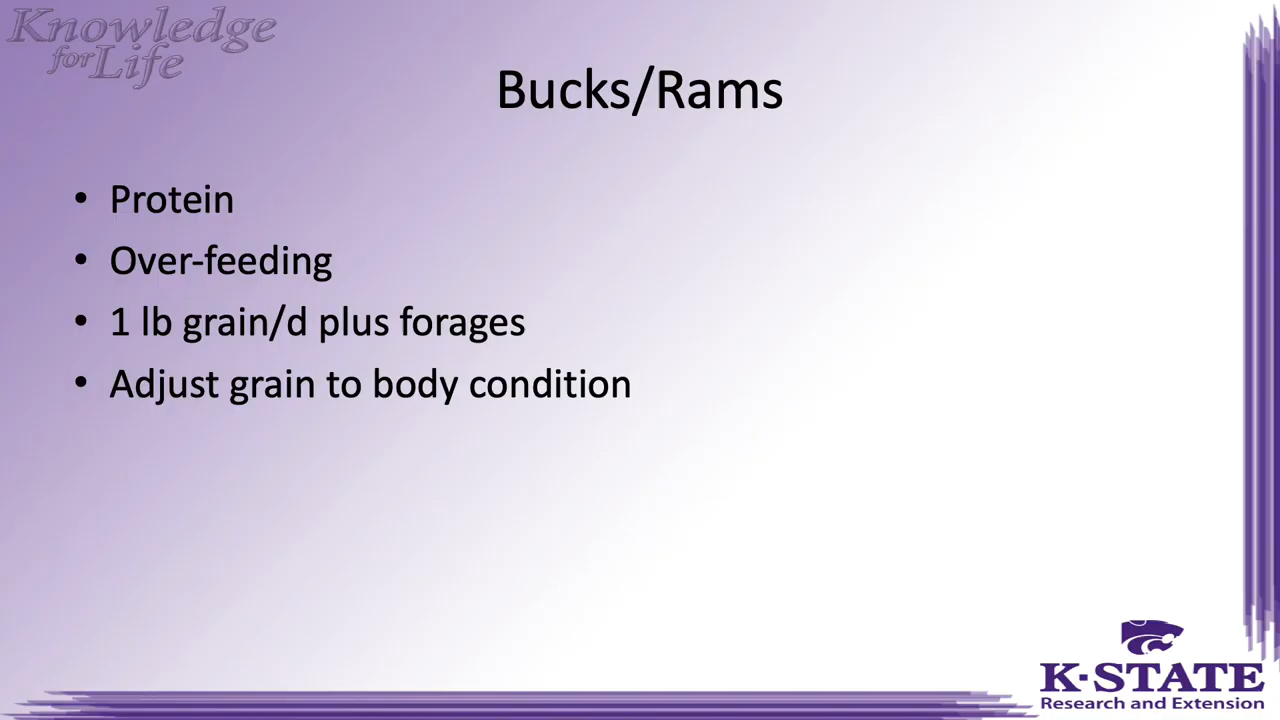 Knowledge
for Life
Bucks/Rams
• Protein
• Over-feeding
• 1 lb grain/d plus forages
• Adjust grain to body condition
K-STATE
Research and Extension